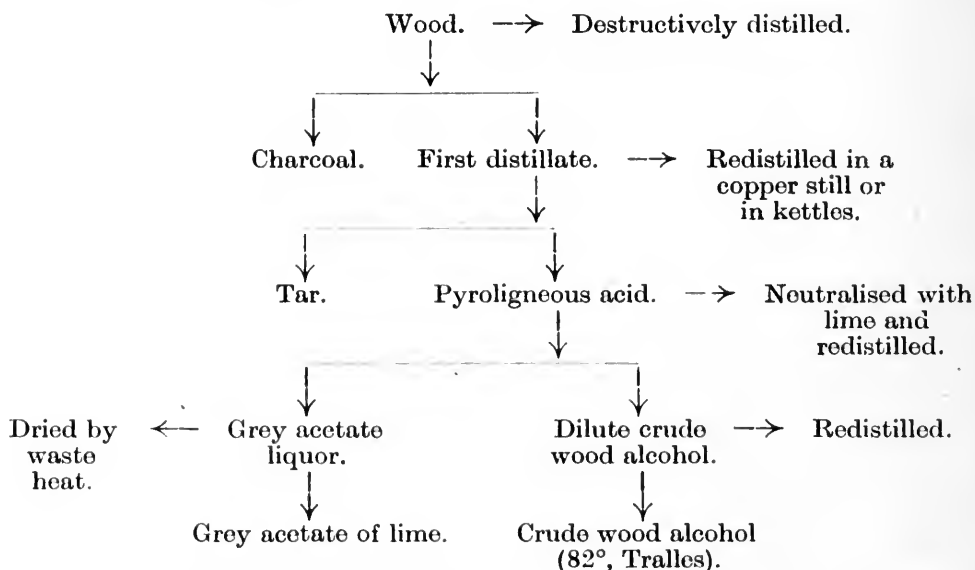 Wood. → Destructively distilled.
Charcoal. First distillate. → Redistilled in a
copper still or
in kettles.
Tar. Pyroligneous acid. → Neutralised with
lime and
redistilled.
Dried by
waste
heat.
← Grey acetate
liquor.
Dilute crude
wood alcohol.
→ Redistilled.
Grey acetate of lime.
Crude wood alcohol
(82°, Tralles).